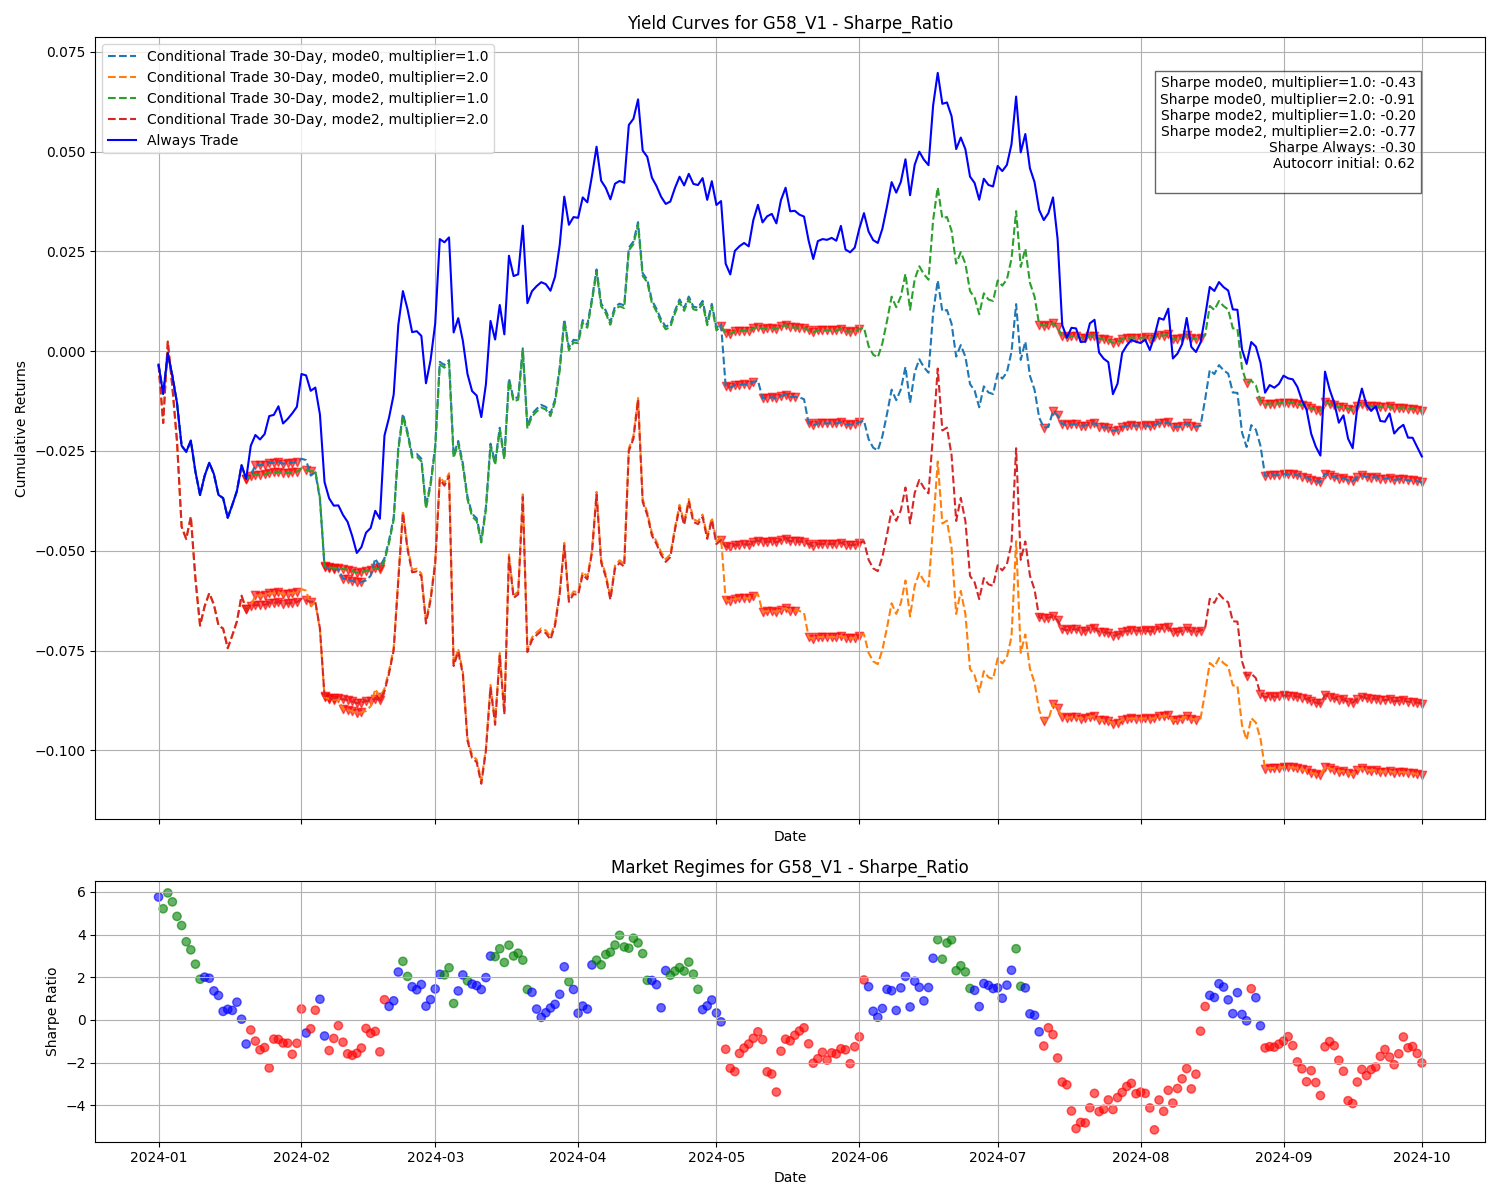 Yield Curves for G58_V1 - Sharpe_Ratio
Conditional Trade 30-Day, mode0, multiplier=1.0
Conditional Trade 30-Day, mode0, multiplier=2.0
Conditional Trade 30-Day, mode2, multiplier=1.0
Conditional Trade 30-Day, mode2, multiplier=2.0
Always Trade
Sharpe mode0, multiplier=1.0: -0.43
Sharpe mode0, multiplier=2.0: -0.91
Sharpe mode2, multiplier=1.0: -0.20
Sharpe mode2, multiplier=2.0: -0.77
Sharpe Always: -0.30
Autocorr initial: 0.62
Cumulative Returns
0.075
0.050
0.025
0.000
−0.025
−0.050
−0.075
−0.100
Date
Market Regimes for G58_V1 - Sharpe_Ratio
Sharpe Ratio
6
4
2
0
−2
−4
2024-01
2024-02
2024-03
2024-04
2024-05
2024-06
2024-07
2024-08
2024-09
2024-10
Date